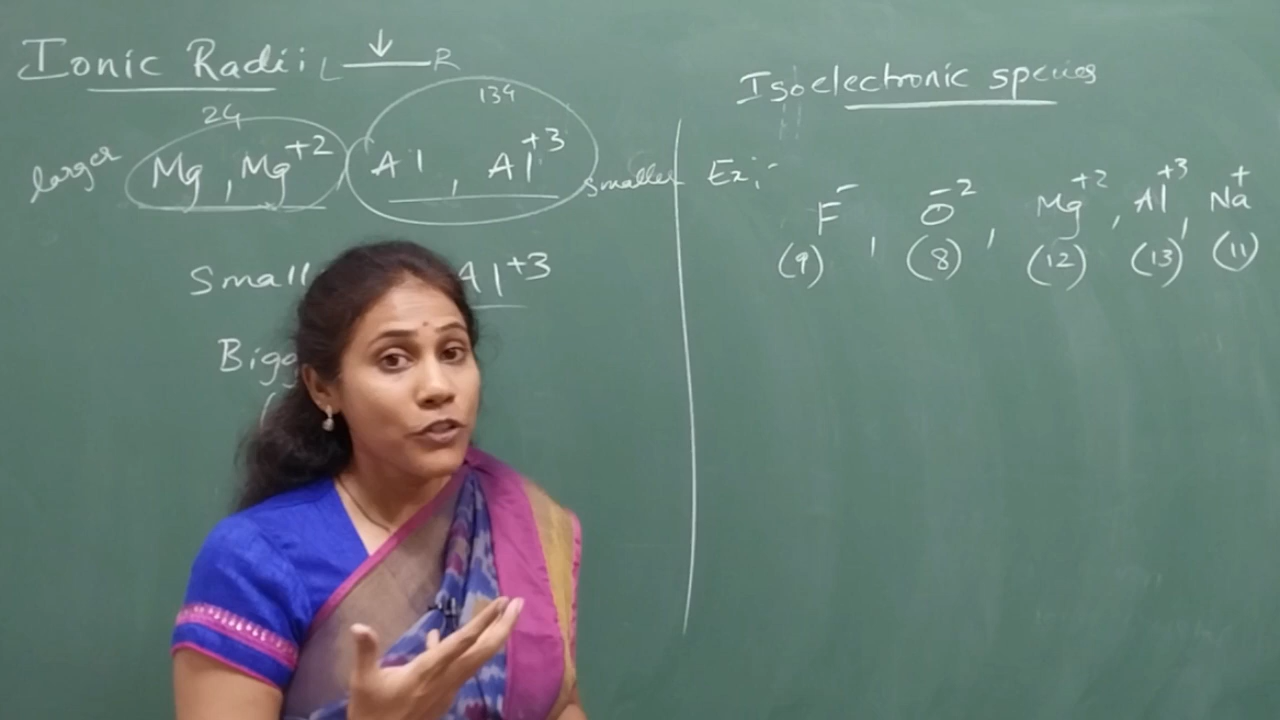 Ionic Radii L R
24 134
larger Mg, Mg+2, Al, Al+3 smaller
Small Al+3
Bigg
Isoelectronic species
Ex:- F-, O-2, Mg+2, Al+3, Na+
(9) (8) (12) (13) (11)